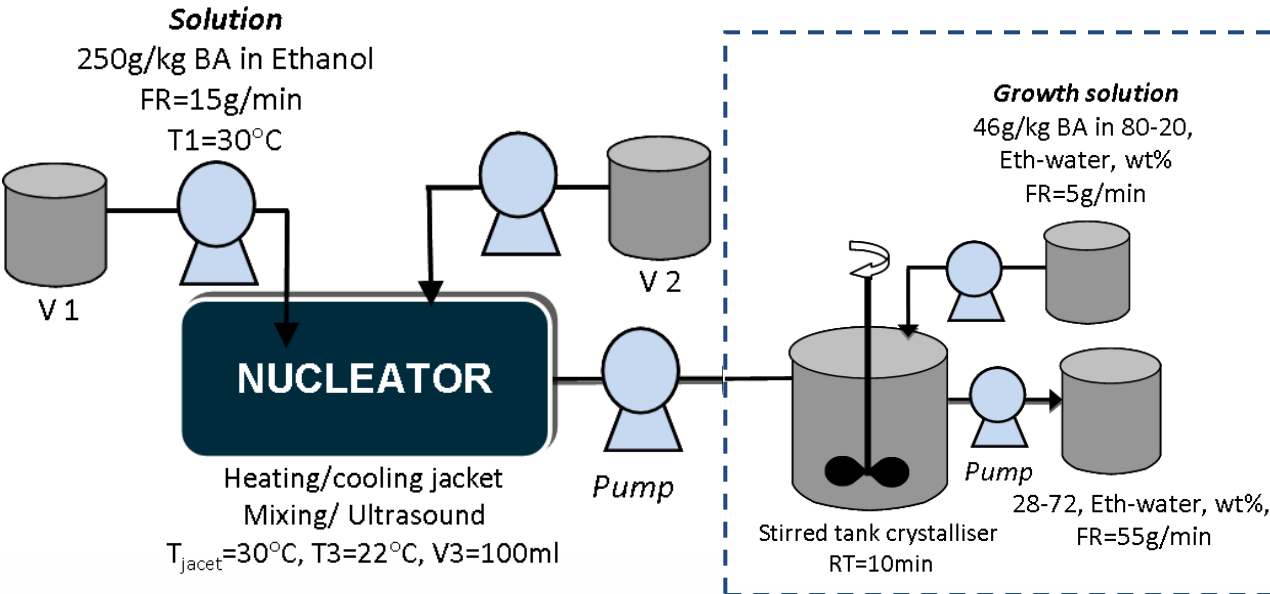 Solution
250g/kg BA in Ethanol
FR=15g/min
T1=30°C
V 1
V 2
NUCLEATOR
Heating/cooling jacket
Mixing/ Ultrasound
Tjacet=30°C, T3=22°C, V3=100ml
Pump
Growth solution
46g/kg BA in 80-20,
Eth-water, wt%
FR=5g/min
Pump
Stirred tank crystalliser
RT=10min
28-72, Eth-water, wt%,
FR=55g/min